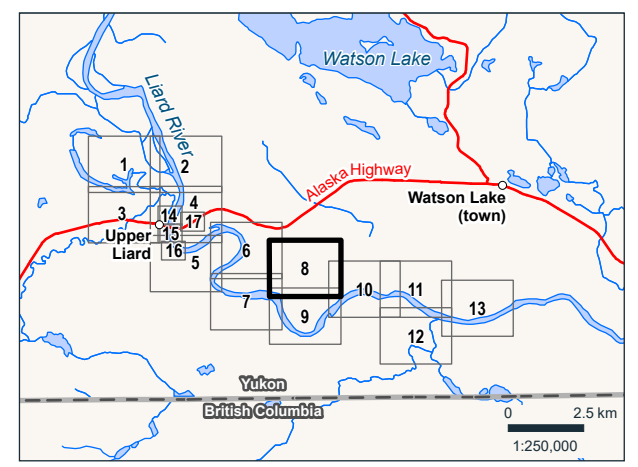 Watson Lake
Liard River
1
2
Alaska Highway
Watson Lake
(town)
3
4
14
17
15
Upper
Liard
16
5
6
8
10
11
7
9
13
12
Yukon
British Columbia
0 2.5 km
1:250,000